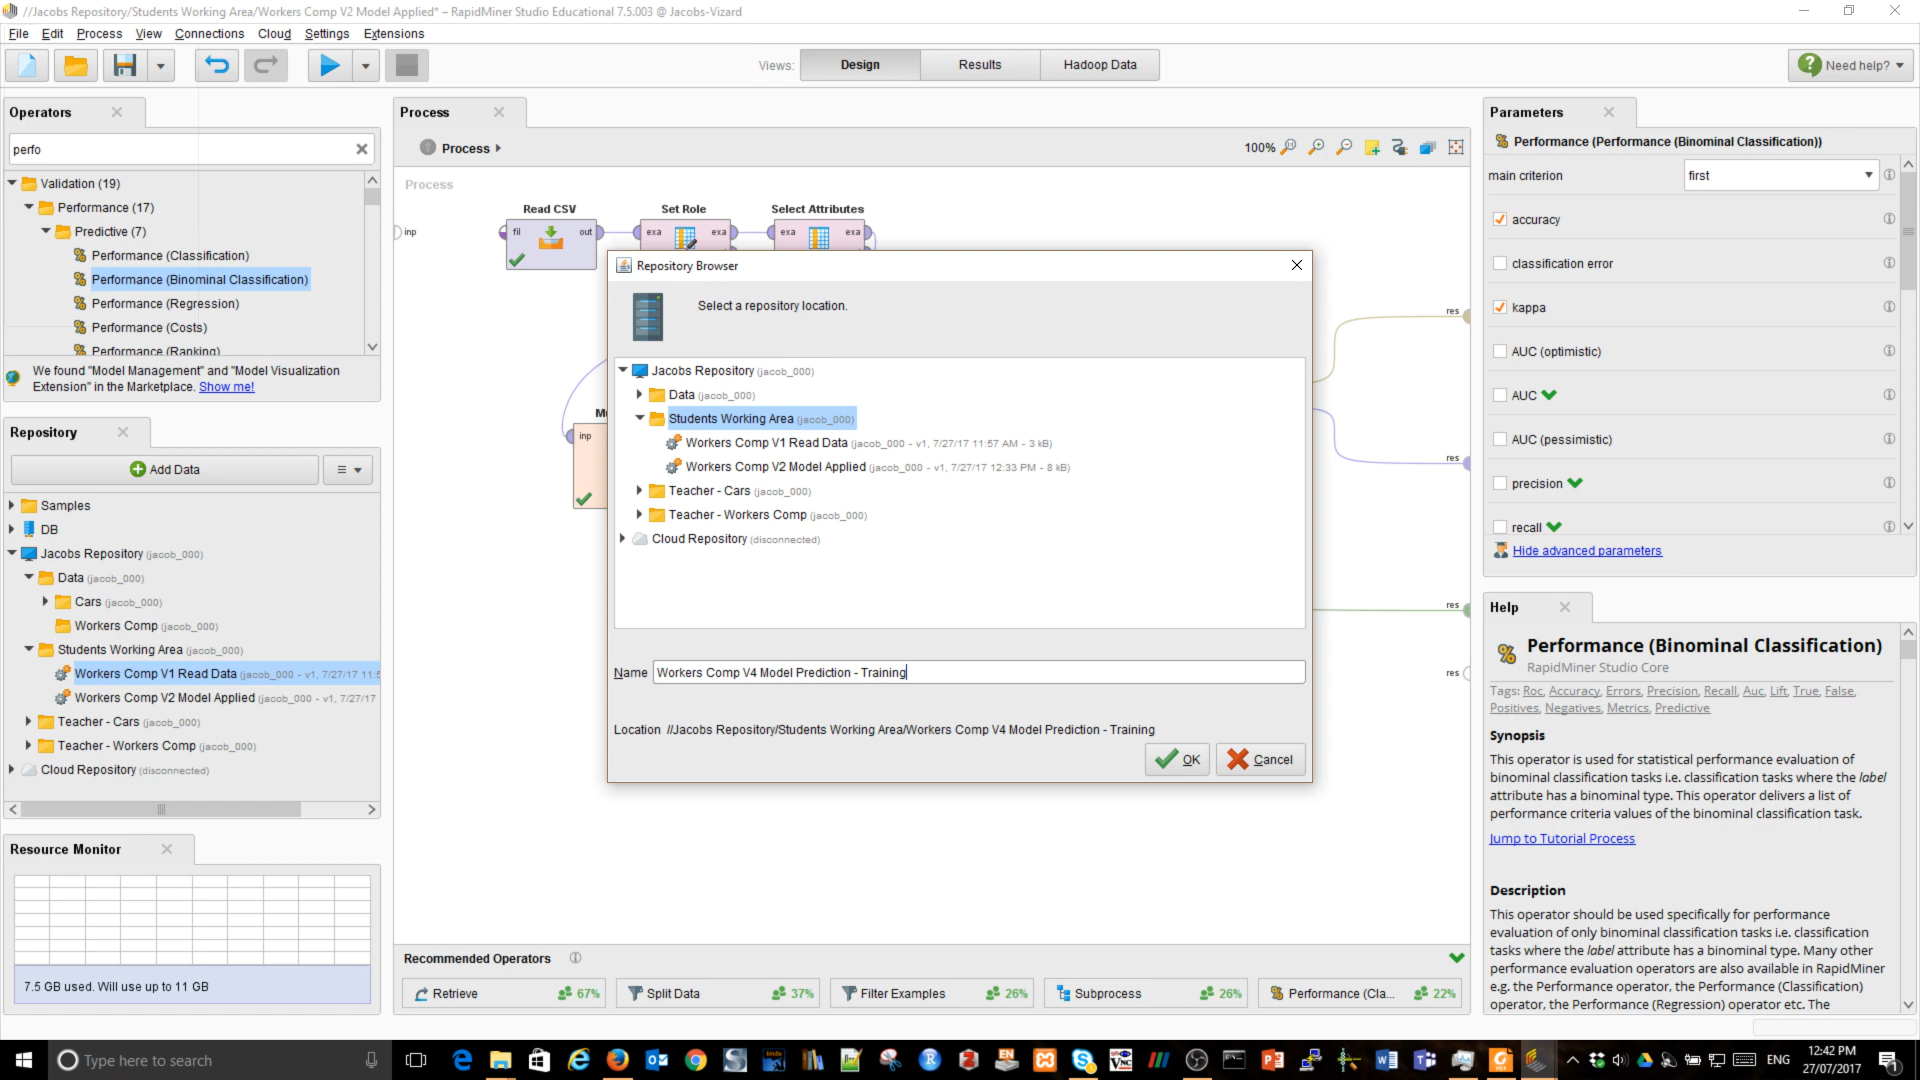 //Jacobs Repository/Students Working Area/Workers Comp V2 Model Applied* – RapidMiner Studio Educational 7.5.003 @ Jacobs-Vizard
File Edit Process View Connections Cloud Settings Extensions
Views: Design Results Hadoop Data Need help?
Operators
perfo
Validation (19)
Performance (17)
Predictive (7)
Performance (Classification)
Performance (Binominal Classification)
Performance (Regression)
Performance (Costs)
Performance (Ranking)
We found "Model Management" and "Model Visualization
Extension" in the Marketplace. Show me!
Repository
Add Data
Samples
DB
Jacobs Repository (jacob_000)
Data (jacob_000)
Cars (jacob_000)
Workers Comp (jacob_000)
Students Working Area (jacob_000)
Workers Comp V1 Read Data (jacob_000 - v1, 7/27/17 11:5
Workers Comp V2 Model Applied (jacob_000 - v1, 7/27/17
Teacher - Cars (jacob_000)
Teacher - Workers Comp (jacob_000)
Cloud Repository (disconnected)
Resource Monitor
7.5 GB used. Will use up to 11 GB
Process
Process
100%
Process
inp
Read CSV
fil out
Set Role
exa exa
Select Attributes
exa exa
inp
res
res
res
res
Repository Browser
Select a repository location.
Jacobs Repository (jacob_000)
Data (jacob_000)
Students Working Area (jacob_000)
Workers Comp V1 Read Data (jacob_000 - v1, 7/27/17 11:57 AM - 3 kB)
Workers Comp V2 Model Applied (jacob_000 - v1, 7/27/17 12:33 PM - 8 kB)
Teacher - Cars (jacob_000)
Teacher - Workers Comp (jacob_000)
Cloud Repository (disconnected)
Name Workers Comp V4 Model Prediction - Training
Location //Jacobs Repository/Students Working Area/Workers Comp V4 Model Prediction - Training
OK Cancel
Recommended Operators
Retrieve 67%
Split Data 37%
Filter Examples 26%
Subprocess 26%
Performance (Cla... 22%
Parameters
Performance (Performance (Binominal Classification))
main criterion first
accuracy
classification error
kappa
AUC (optimistic)
AUC
AUC (pessimistic)
precision
recall
Hide advanced parameters
Help
Performance (Binominal Classification)
RapidMiner Studio Core
Tags: Roc, Accuracy, Errors, Precision, Recall, Auc, Lift, True, False,
Positives, Negatives, Metrics, Predictive
Synopsis
This operator is used for statistical performance evaluation of
binominal classification tasks i.e. classification tasks where the label
attribute has a binominal type. This operator delivers a list of
performance criteria values of the binominal classification task.
Jump to Tutorial Process
Description
This operator should be used specifically for performance
evaluation of only binominal classification tasks i.e. classification
tasks where the label attribute has a binominal type. Many other
performance evaluation operators are also available in RapidMiner
e.g. the Performance operator, the Performance (Classification)
operator, the Performance (Regression) operator etc. The
Type here to search
ENG
12:42 PM
27/07/2017